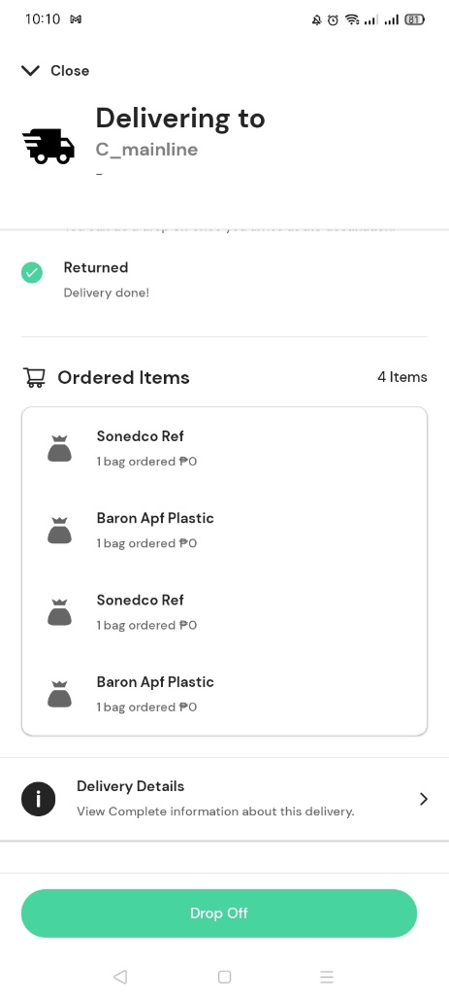 10:10
81
Close
Delivering to
C_mainline
-
Returned
Delivery done!
Ordered Items
4 Items
Sonedco Ref
1 bag ordered ₱0
Baron Apf Plastic
1 bag ordered ₱0
Sonedco Ref
1 bag ordered ₱0
Baron Apf Plastic
1 bag ordered ₱0
Delivery Details
View Complete information about this delivery.
Drop Off